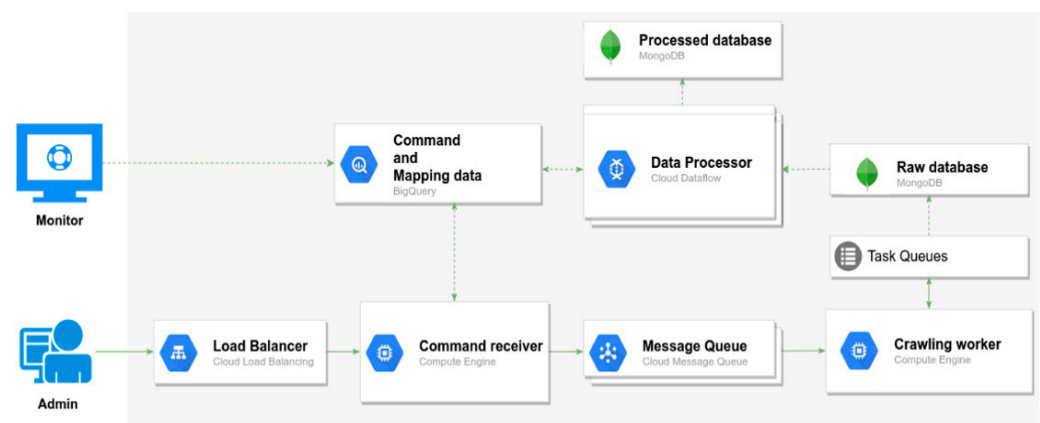 Processed database
MongoDB
Command
and
Mapping data
BigQuery
Data Processor
Cloud Dataflow
Raw database
MongoDB
Monitor
Task Queues
Load Balancer
Cloud Load Balancing
Command receiver
Compute Engine
Message Queue
Cloud Message Queue
Crawling worker
Compute Engine
Admin